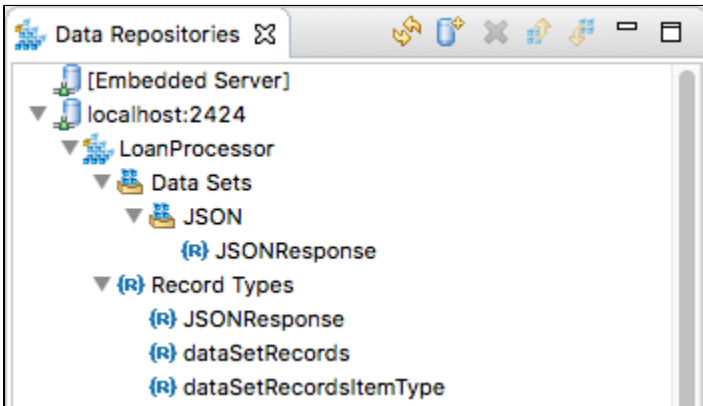 Data Repositories
[Embedded Server]
localhost:2424
LoanProcessor
Data Sets
JSON
{R} JSONResponse
{R} Record Types
{R} JSONResponse
{R} dataSetRecords
{R} dataSetRecordsItemType